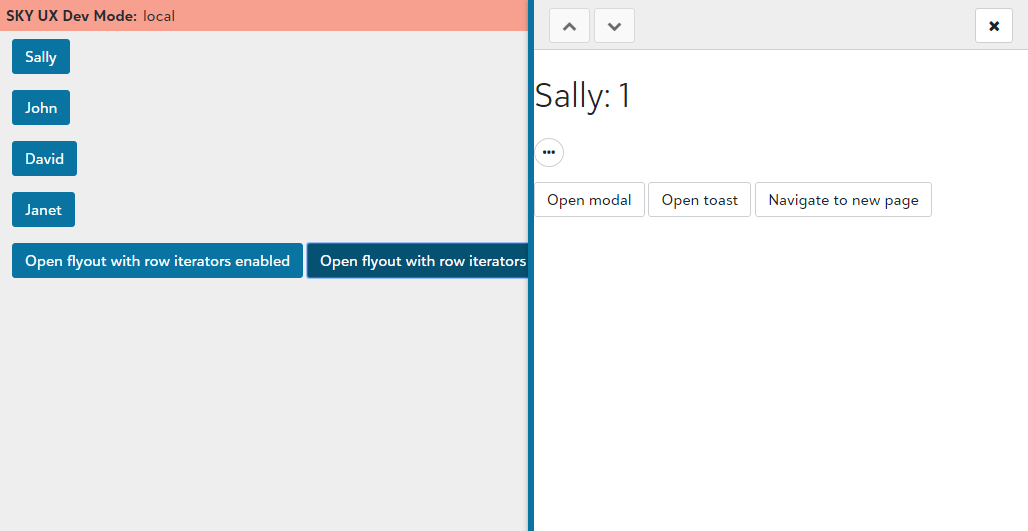 SKY UX Dev Mode: local
Sally
John
David
Janet
Open flyout with row iterators enabled
Open flyout with row iterators
Sally: 1
Open modal
Open toast
Navigate to new page